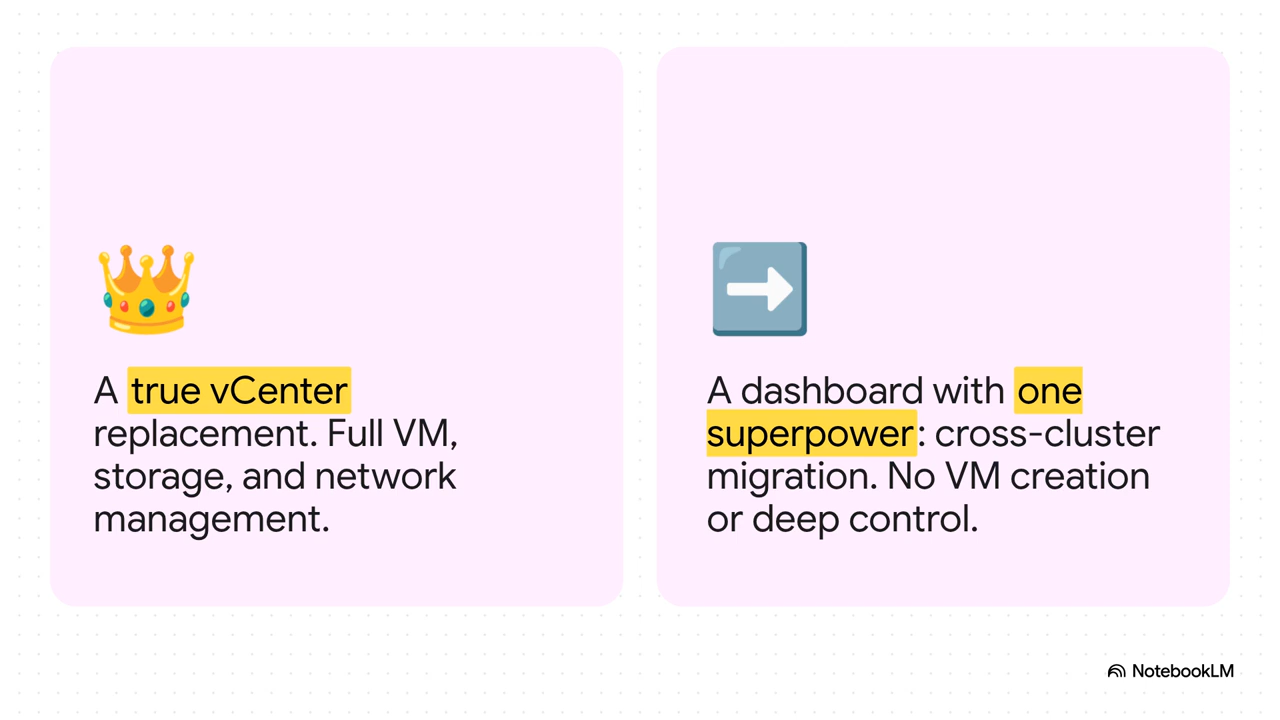 A true vCenter
replacement. Full VM,
storage, and network
management.
A dashboard with one
superpower: cross-cluster
migration. No VM creation
or deep control.
NotebookLM